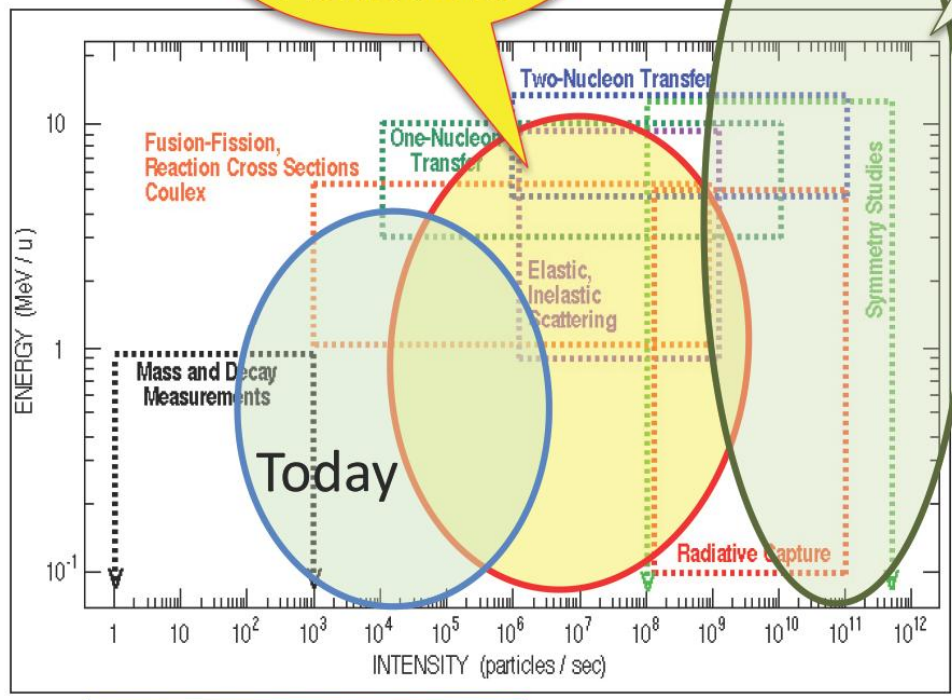 Two-Nucleon Transfer
10
Fusion-Fission,
Reaction Cross Sections
Coulex
One-Nucleon
Transfer
ENERGY (MeV / u)
Symmetry Studies
Elastic,
Inelastic
Scattering
1
Mass and Decay
Measurements
Today
Radiative Capture
10⁻¹
1 10 10² 10³ 10⁴ 10⁵ 10⁶ 10⁷ 10⁸ 10⁹ 10¹⁰ 10¹¹ 10¹²
INTENSITY (particles / sec)